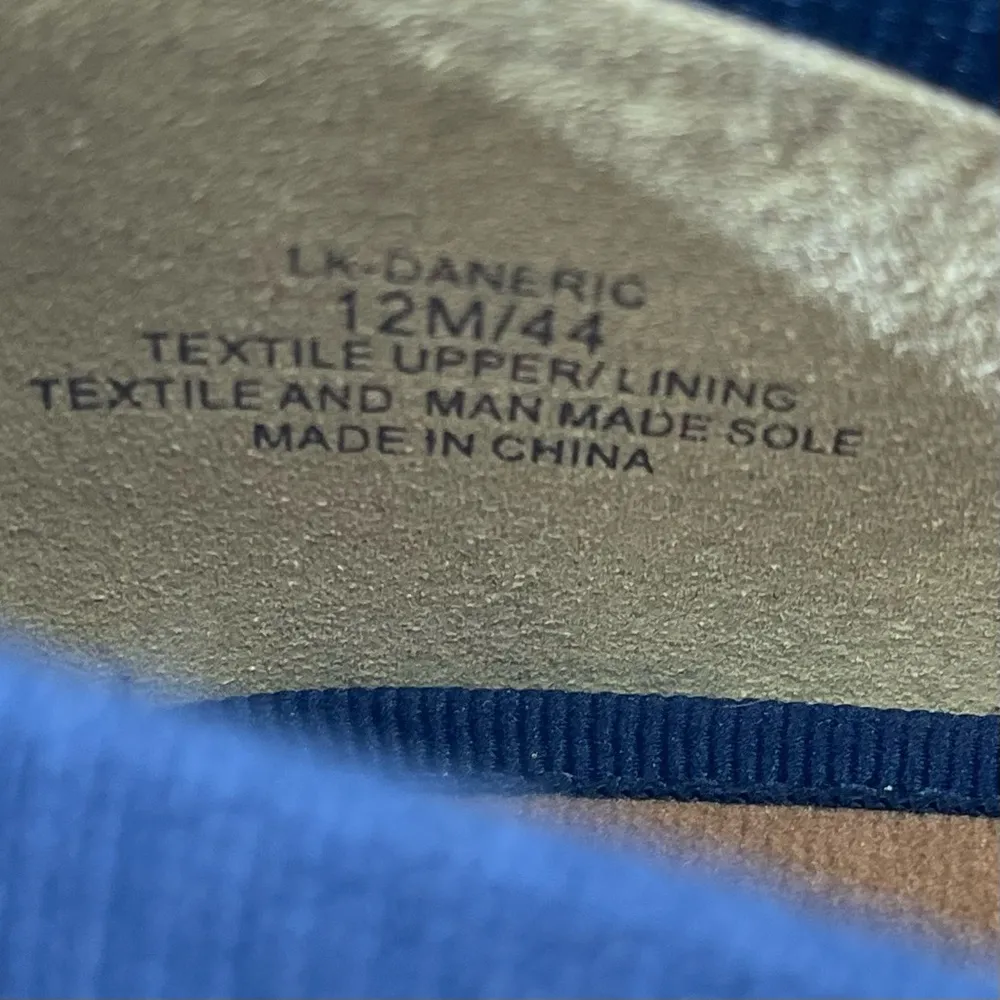 LK-DANERIC
12M/44
TEXTILE UPPER/LINING
TEXTILE AND MAN MADE SOLE
MADE IN CHINA